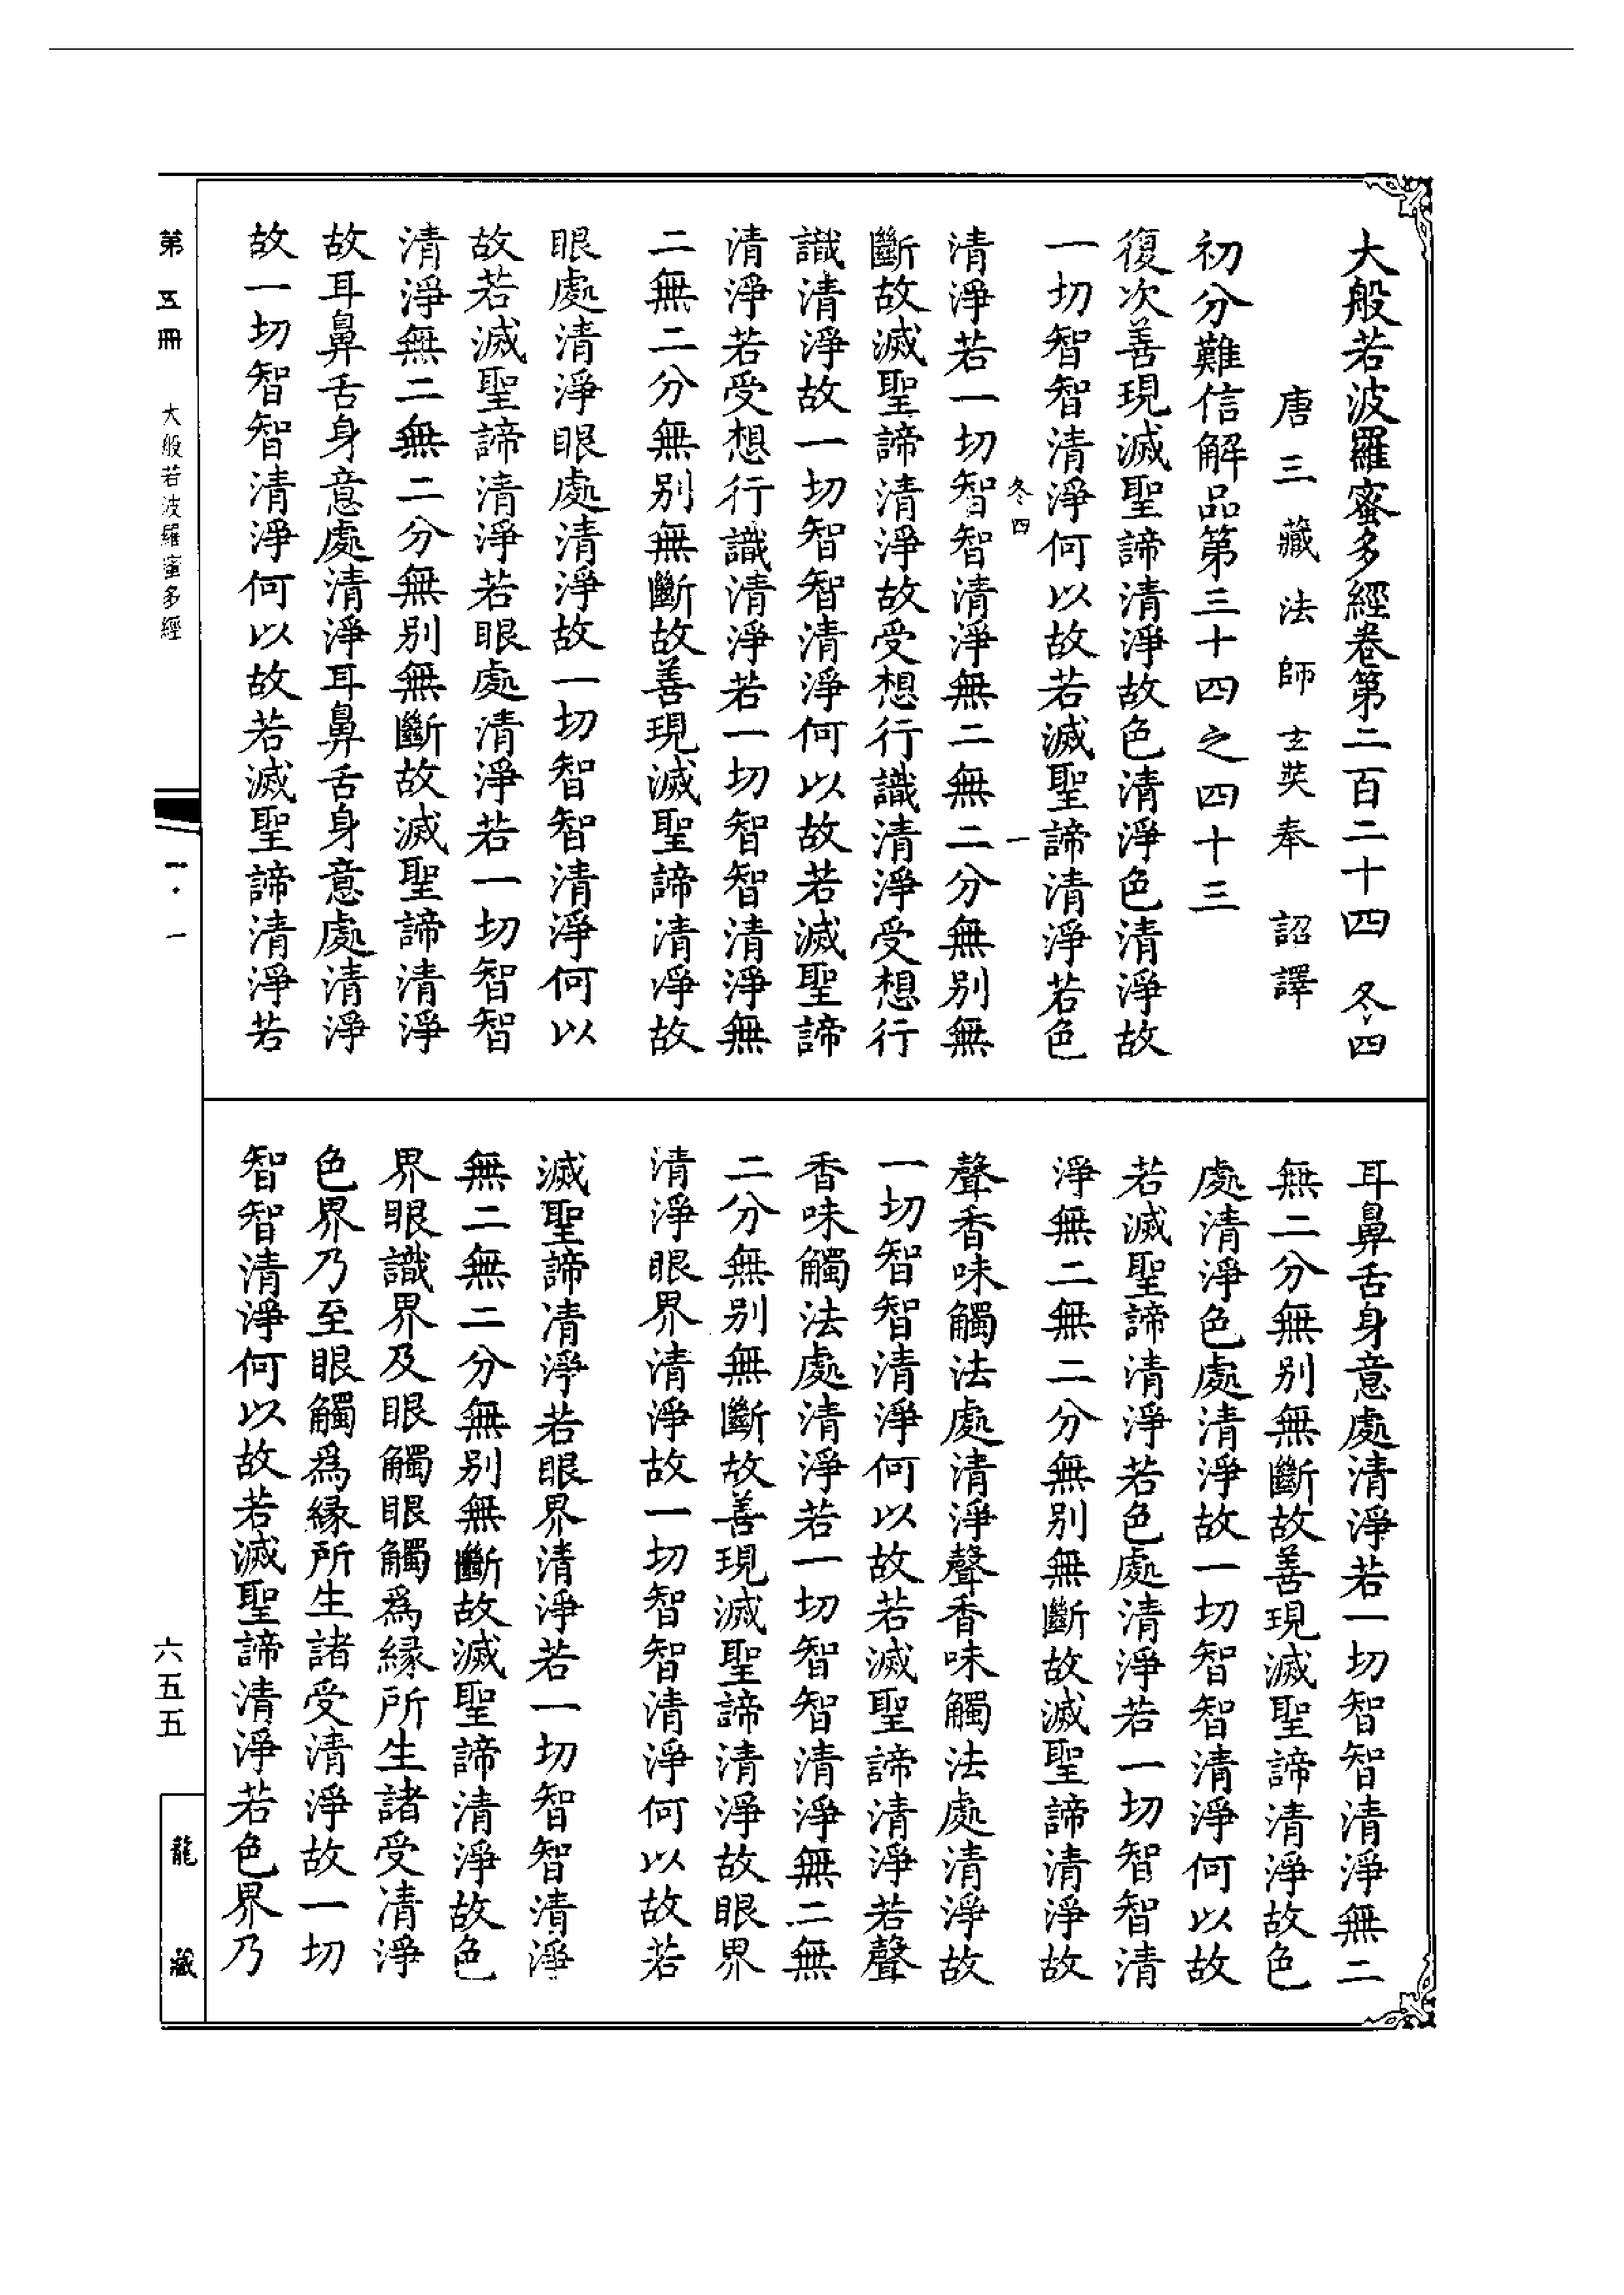 大般若波羅蜜多經卷第二百二十四 冬四
唐三藏法師玄奘奉 詔譯
初分難信解品第三十四之四十三
復次善現滅聖諦清淨故色清淨色清淨故
一切智智清淨何以故若滅聖諦清淨若色
冬四 一
清淨若一切智智清淨無二無二分無別無
斷故滅聖諦清淨故受想行識清淨受想行
識清淨故一切智智清淨何以故若滅聖諦
清淨若受想行識清淨若一切智智清淨無
二無二分無別無斷故善現滅聖諦清淨故
眼處清淨眼處清淨故一切智智清淨何以
故若滅聖諦清淨若眼處清淨若一切智智
清淨無二無二分無別無斷故滅聖諦清淨
故耳鼻舌身意處清淨耳鼻舌身意處清淨
故一切智智清淨何以故若滅聖諦清淨若
耳鼻舌身意處清淨若一切智智清淨無二
無二分無別無斷故善現滅聖諦清淨故色
處清淨色處清淨故一切智智清淨何以故
若滅聖諦清淨若色處清淨若一切智智清
淨無二無二分無別無斷故滅聖諦清淨故
聲香味觸法處清淨聲香味觸法處清淨故
一切智智清淨何以故若滅聖諦清淨若聲
香味觸法處清淨若一切智智清淨無二無
二分無別無斷故善現滅聖諦清淨故眼界
清淨眼界清淨故一切智智清淨何以故若
滅聖諦清淨若眼界清淨若一切智智清淨
無二無二分無別無斷故滅聖諦清淨故色
界眼識界及眼觸眼觸為緣所生諸受清淨
色界乃至眼觸為緣所生諸受清淨故一切
智智清淨何以故若滅聖諦清淨若色界乃
第五冊 大般若波羅蜜多經
一·一
六五五
龍藏